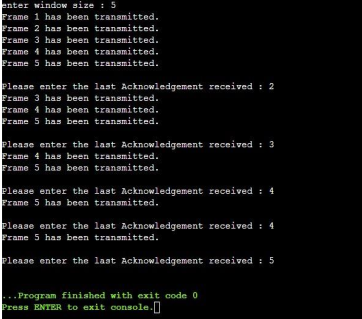 enter window size : 5
Frame 1 has been transmitted.
Frame 2 has been transmitted.
Frame 3 has been transmitted.
Frame 4 has been transmitted.
Frame 5 has been transmitted.
Please enter the last Acknowledgement received : 2
Frame 3 has been transmitted.
Frame 4 has been transmitted.
Frame 5 has been transmitted.
Please enter the last Acknowledgement received : 3
Frame 4 has been transmitted.
Frame 5 has been transmitted.
Please enter the last Acknowledgement received : 4
Frame 5 has been transmitted.
Please enter the last Acknowledgement received : 4
Frame 5 has been transmitted.
Please enter the last Acknowledgement received : 5
...Program finished with exit code 0
Press ENTER to exit console.